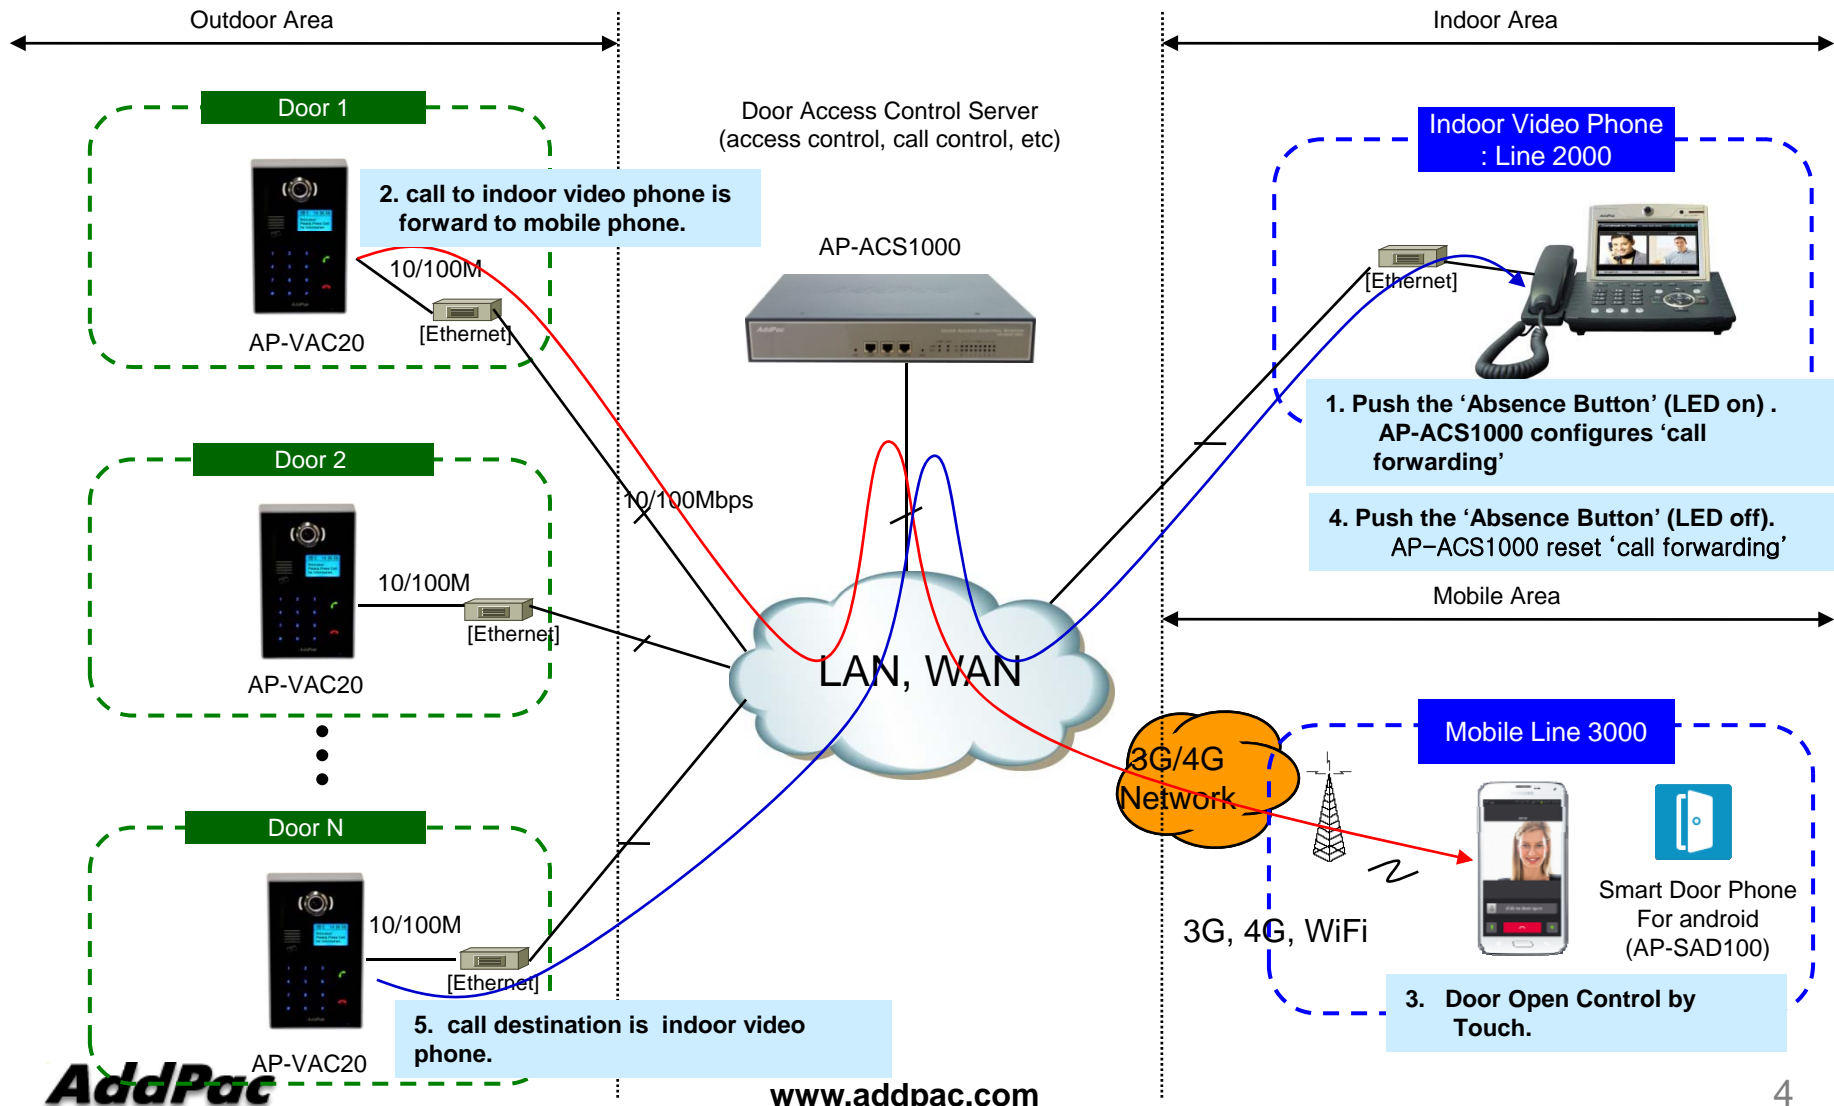 Outdoor Area
Indoor Area
Door 1
Door Access Control Server
(access control, call control, etc)
Indoor Video Phone
: Line 2000
2. call to indoor video phone is
forward to mobile phone.
AP-ACS1000
10/100M
[Ethernet]
AP-VAC20
[Ethernet]
AddPac
1. Push the ‘Absence Button’ (LED on) .
AP-ACS1000 configures ‘call
forwarding’
Door 2
10/100Mbps
4. Push the ‘Absence Button’ (LED off).
AP-ACS1000 reset ‘call forwarding’
10/100M
[Ethernet]
Mobile Area
AP-VAC20
LAN, WAN
Mobile Line 3000
3G/4G
Network
Door N
10/100M
[Ethernet]
3G, 4G, WiFi
Smart Door Phone
For android
(AP-SAD100)
3. Door Open Control by
Touch.
5. call destination is indoor video
phone.
AP-VAC20
AddPac
www.addpac.com
4